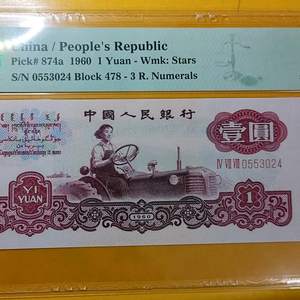 China / People's Republic
Pick# 874a 1960 1 Yuan - Wmk: Stars
S/N 0553024 Block 478 - 3 R. Numerals
中國人民銀行
壹圓
Ⅳ Ⅶ Ⅷ 0553024
YI
YUAN
1960
1